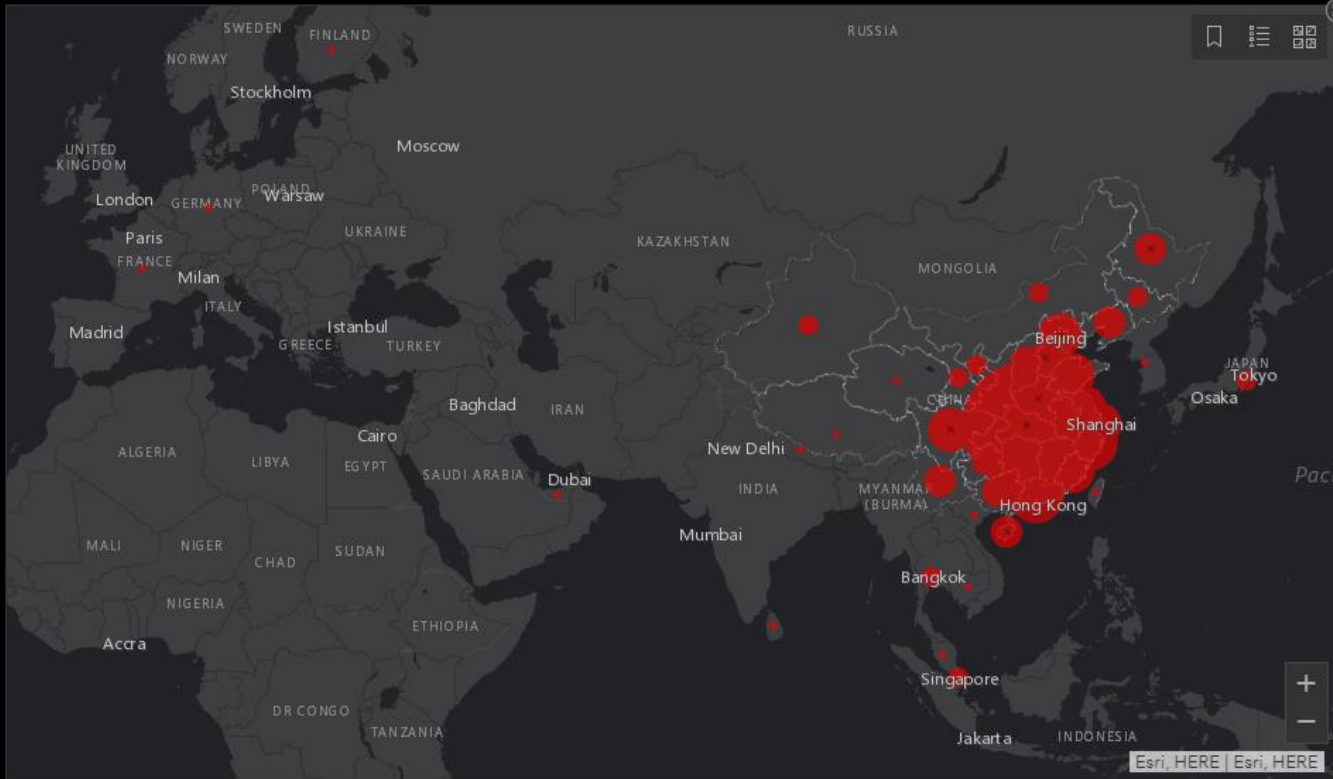 SWEDEN
FINLAND
RUSSIA
NORWAY
Stockholm
Moscow
UNITED
KINGDOM
London
GERMANY
POLAND
Warsaw
Paris
UKRAINE
FRANCE
KAZAKHSTAN
MONGOLIA
Milan
ITALY
Madrid
Istanbul
GREECE
TURKEY
Beijing
JAPAN
Tokyo
Osaka
Baghdad
IRAN
CHINA
Shanghai
Cairo
ALGERIA
LIBYA
EGYPT
SAUDI ARABIA
Dubai
New Delhi
INDIA
MYANMAR
(BURMA)
Hong Kong
Paci
Mumbai
MALI
NIGER
CHAD
SUDAN
Bangkok
NIGERIA
ETHIOPIA
Accra
Singapore
DR CONGO
TANZANIA
Jakarta
INDONESIA
+
−
Esri, HERE | Esri, HERE